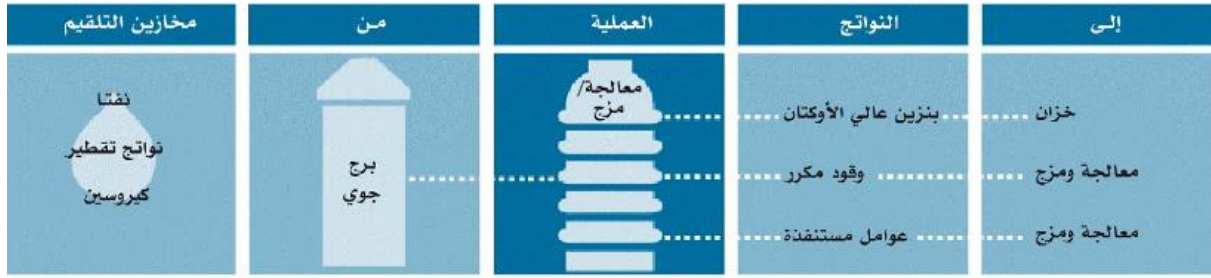 مخازين التلقيم
من
العملية
النواتج
إلى
نفتا
نواتج تقطير
كيروسين
برج
جوي
معالجة/
مزج
بنزين عالي الأوكتان
خزان
وقود مكرر
معالجة ومزج
عوامل مستنفذة
معالجة ومزج